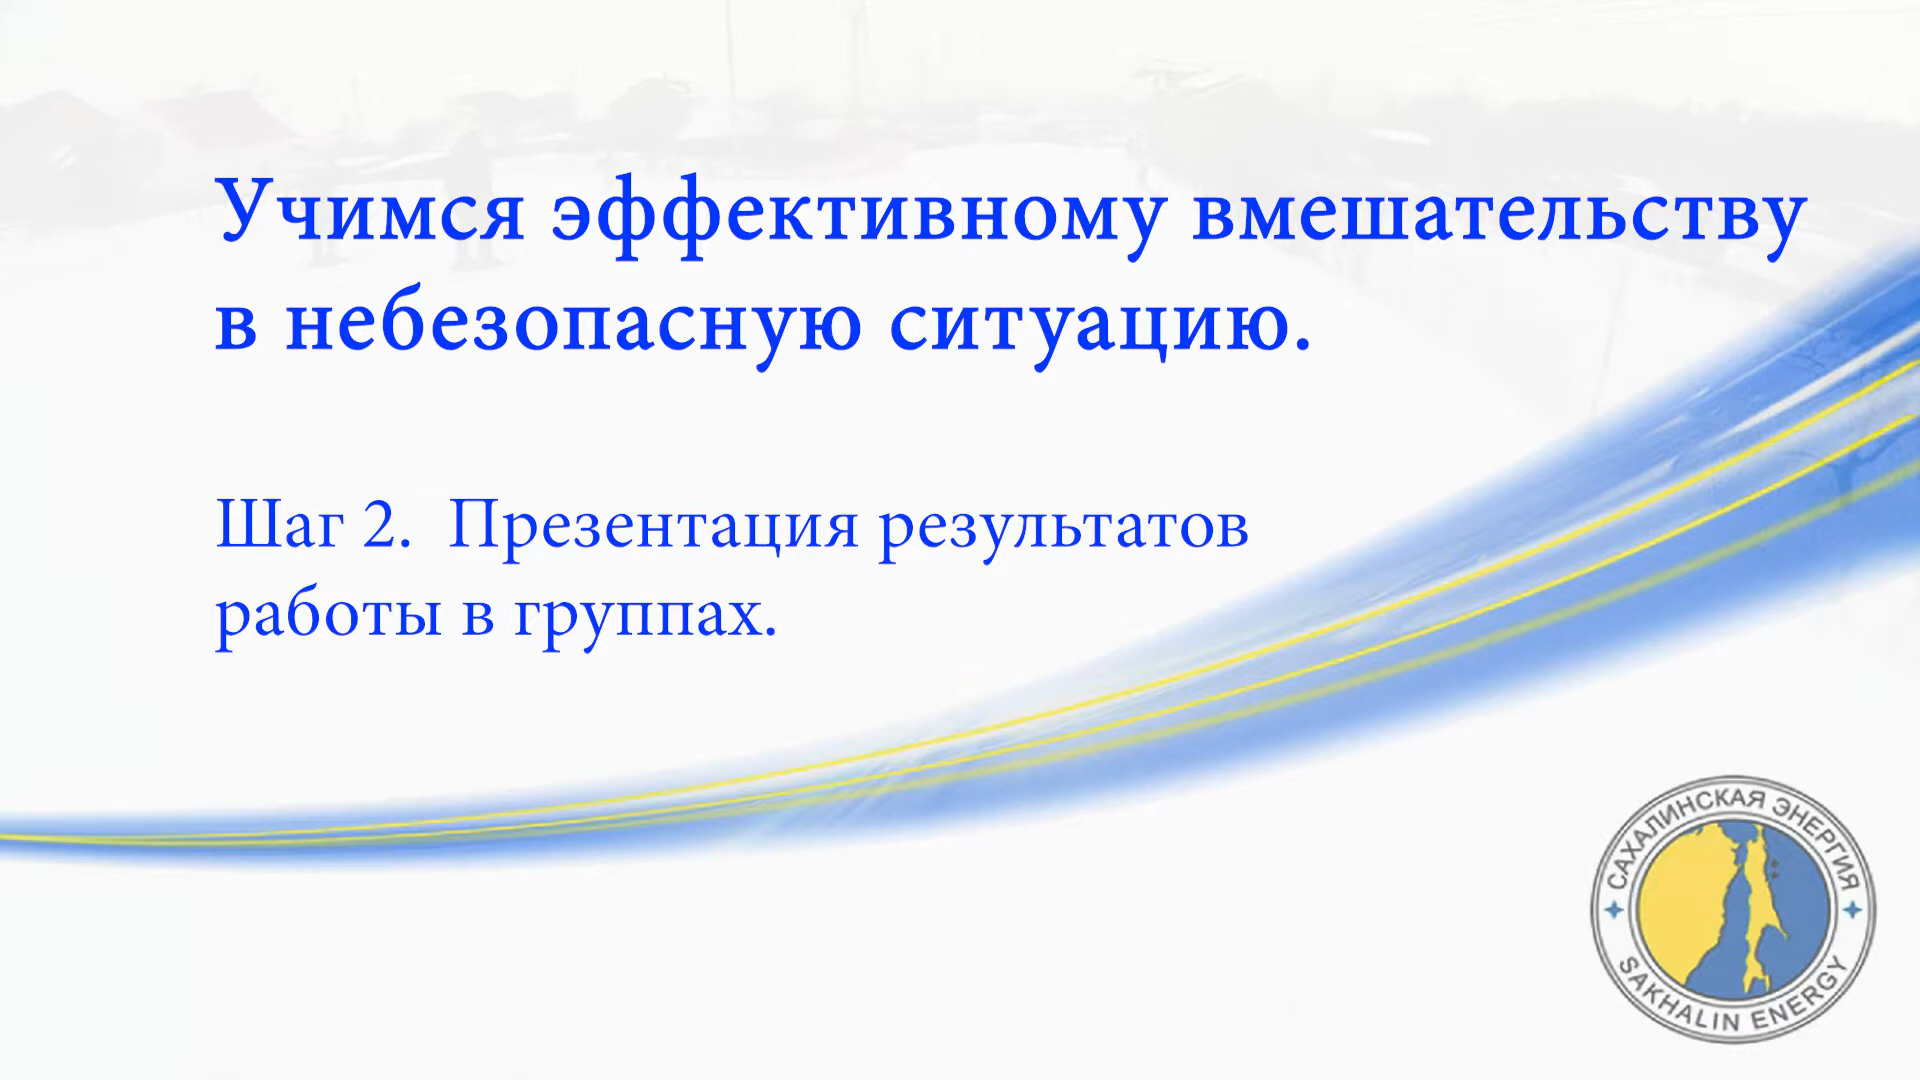 Учимся эффективному вмешательству
в небезопасную ситуацию.
Шаг 2.  Презентация результатов
работы в группах.
САХАЛИНСКАЯ ЭНЕРГИЯ
SAKHALIN ENERGY